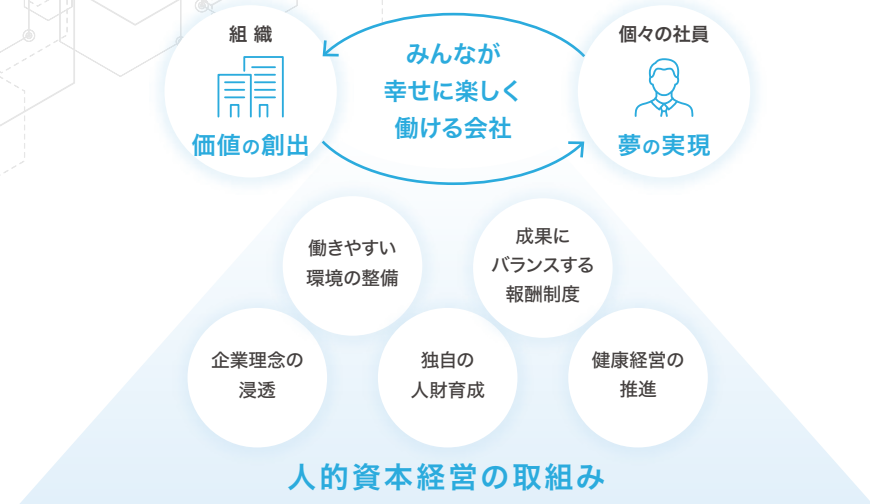 組織
価値の創出
みんなが
幸せに楽しく
働ける会社
個々の社員
夢の実現
働きやすい
環境の整備
成果に
バランスする
報酬制度
企業理念の
浸透
独自の
人財育成
健康経営の
推進
人的資本経営の取組み